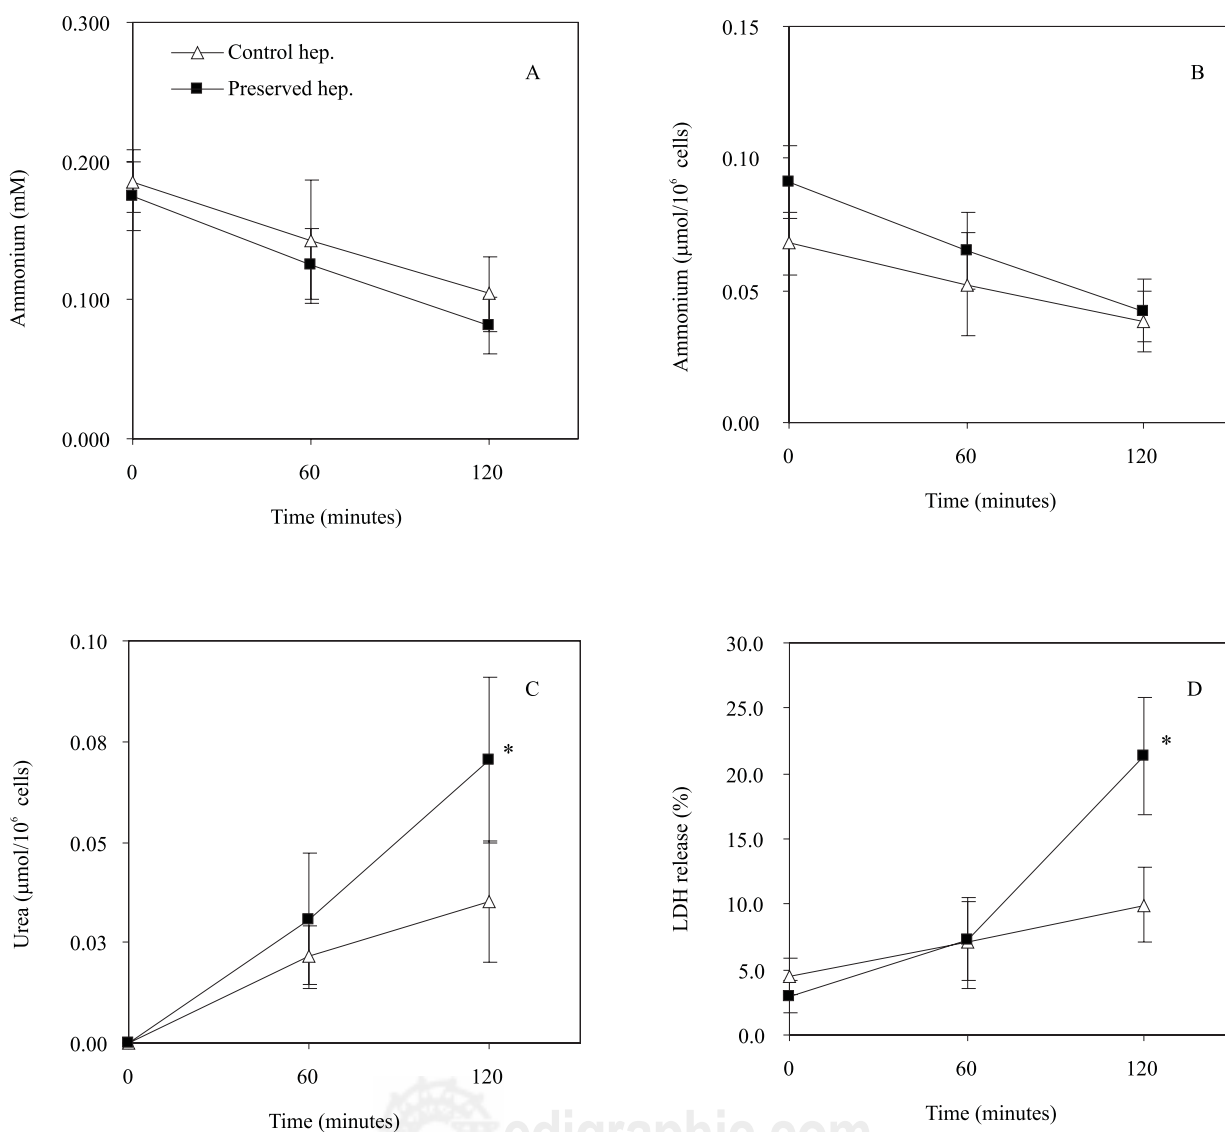 0.300
0.200
0.100
0.000
Ammonium (mM)
Control hep.
Preserved hep.
A
0
60
120
Time (minutes)
0.15
0.10
0.05
0.00
Ammonium (µmol/10⁶ cells)
B
0
60
120
Time (minutes)
0.10
0.08
0.05
0.03
0.00
Urea (µmol/10⁶ cells)
C
*
0
60
120
Time (minutes)
30.0
25.0
20.0
15.0
10.0
5.0
0.0
LDH release (%)
D
*
0
60
120
Time (minutes)
edigraphic.com